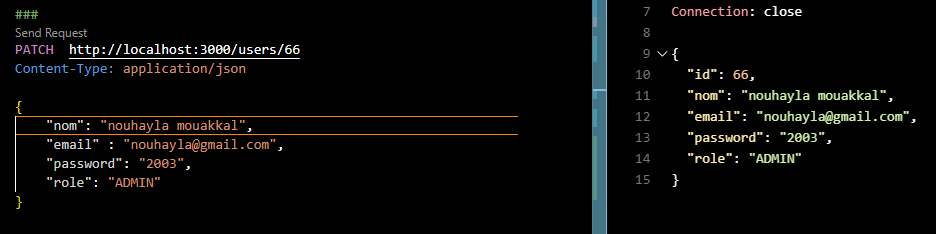 ###
Send Request
PATCH  http://localhost:3000/users/66
Content-Type: application/json
{
    "nom": "nouhayla mouakkal",
    "email" : "nouhayla@gmail.com",
    "password": "2003",
    "role": "ADMIN"
}
7 Connection: close
8
9 {
10   "id": 66,
11   "nom": "nouhayla mouakkal",
12   "email": "nouhayla@gmail.com",
13   "password": "2003",
14   "role": "ADMIN"
15 }